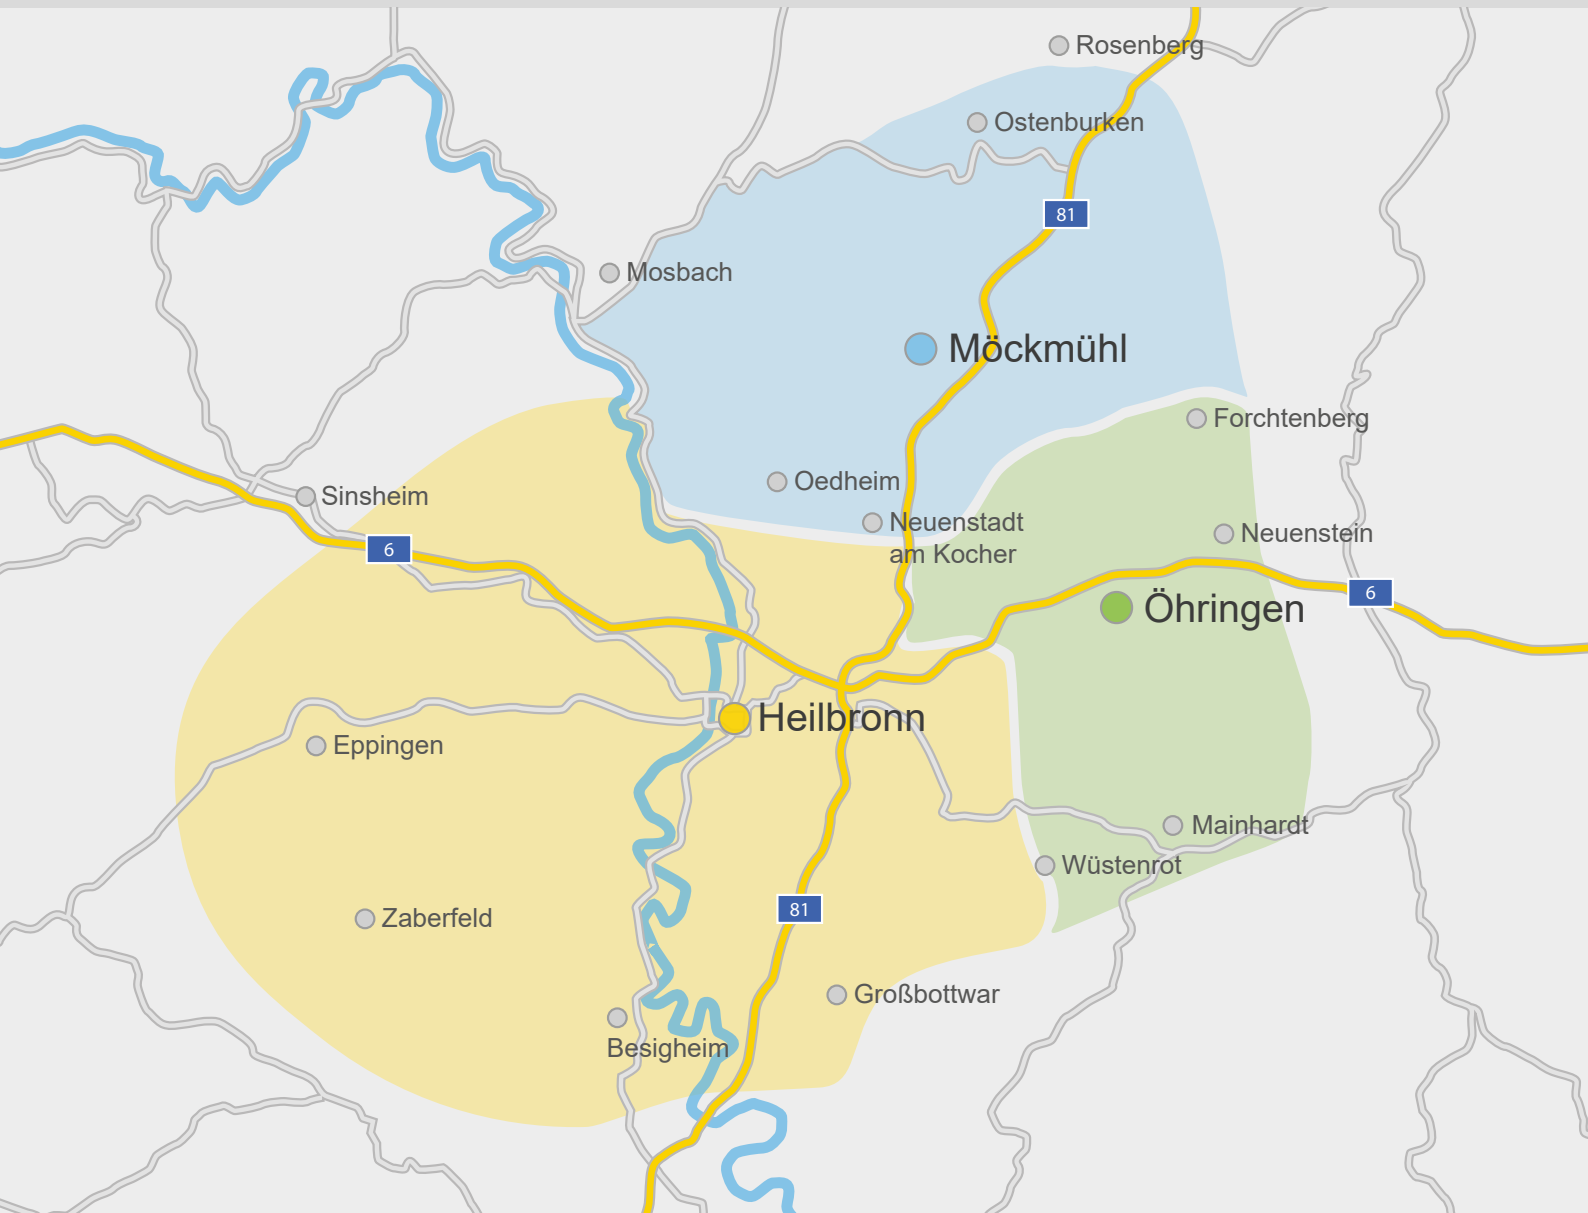 Rosenberg
Ostenburken
81
Mosbach
Möckmühl
Forchtenberg
Oedheim
Sinsheim
Neuenstadt
am Kocher
Neuenstein
6
6
Öhringen
Heilbronn
Eppingen
Mainhardt
Wüstenrot
81
Zaberfeld
Großbottwar
Besigheim